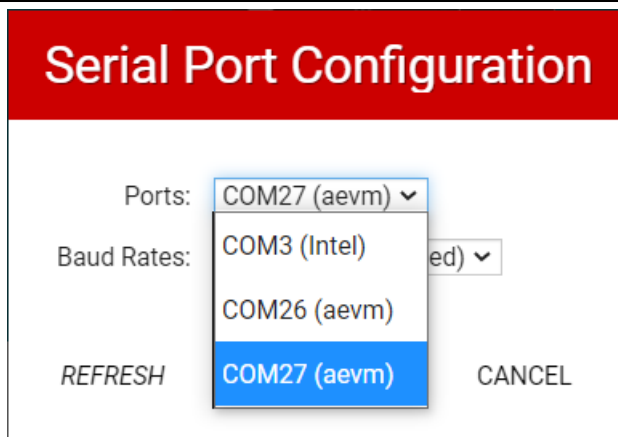 Serial Port Configuration
Ports: COM27 (aevm)
COM3 (Intel)
Baud Rates: ed)
COM26 (aevm)
COM27 (aevm)
REFRESH CANCEL